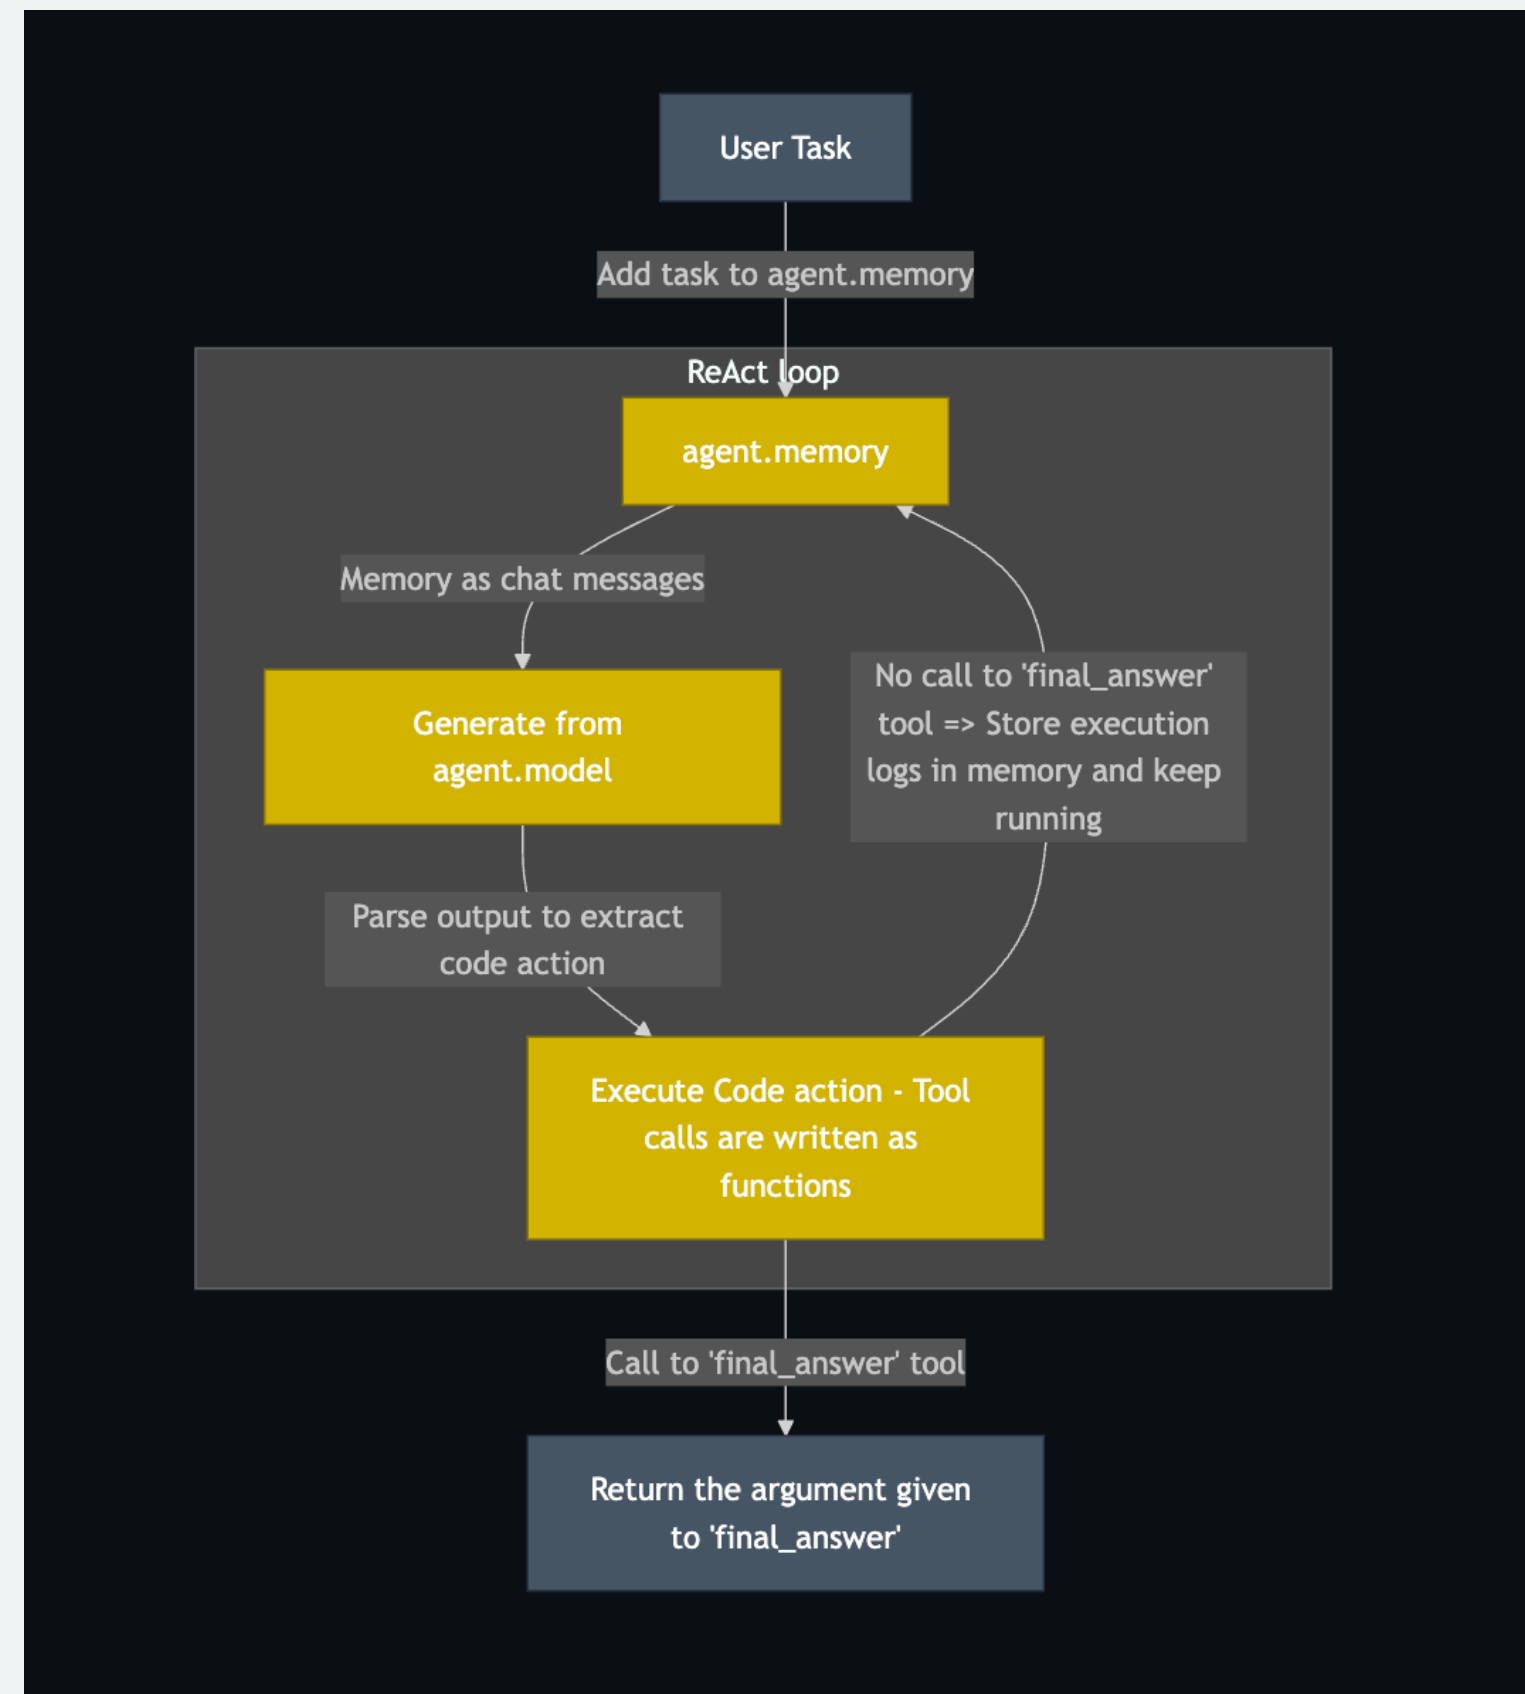 User Task
Add task to agent.memory
ReAct loop
agent.memory
Memory as chat messages
Generate from
agent.model
No call to 'final_answer'
tool => Store execution
logs in memory and keep
running
Parse output to extract
code action
Execute Code action - Tool
calls are written as
functions
Call to 'final_answer' tool
Return the argument given
to 'final_answer'